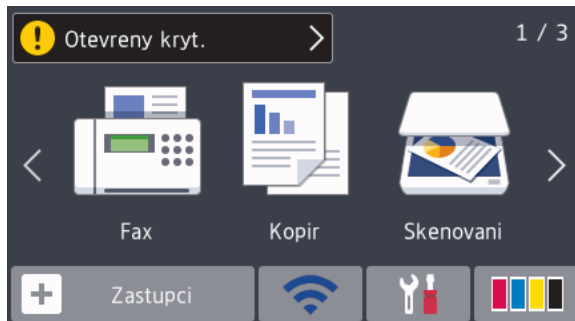 Otevreny kryt.
1 / 3
Fax
Kopir
Skenovani
Zastupci